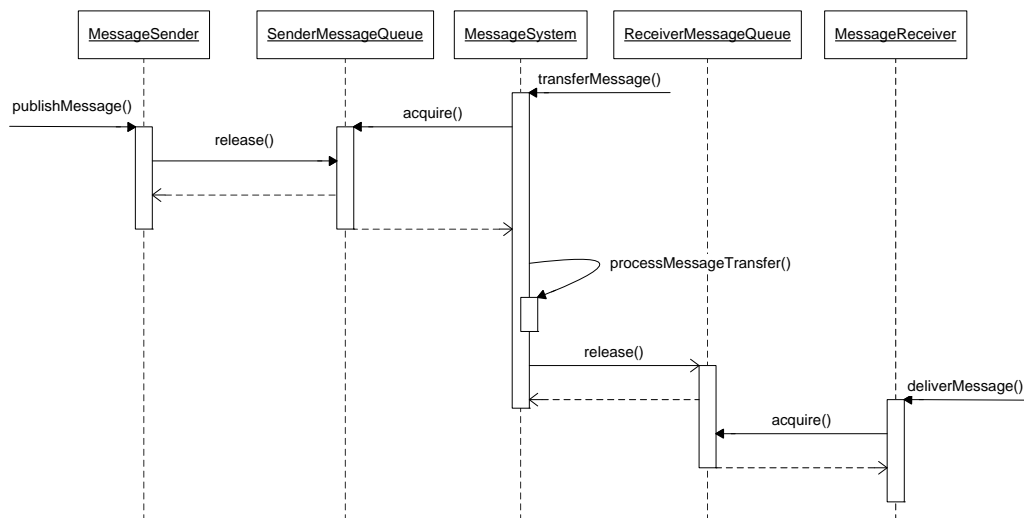 MessageSender
SenderMessageQueue
MessageSystem
ReceiverMessageQueue
MessageReceiver
transferMessage()
publishMessage()
acquire()
release()
processMessageTransfer()
release()
deliverMessage()
acquire()